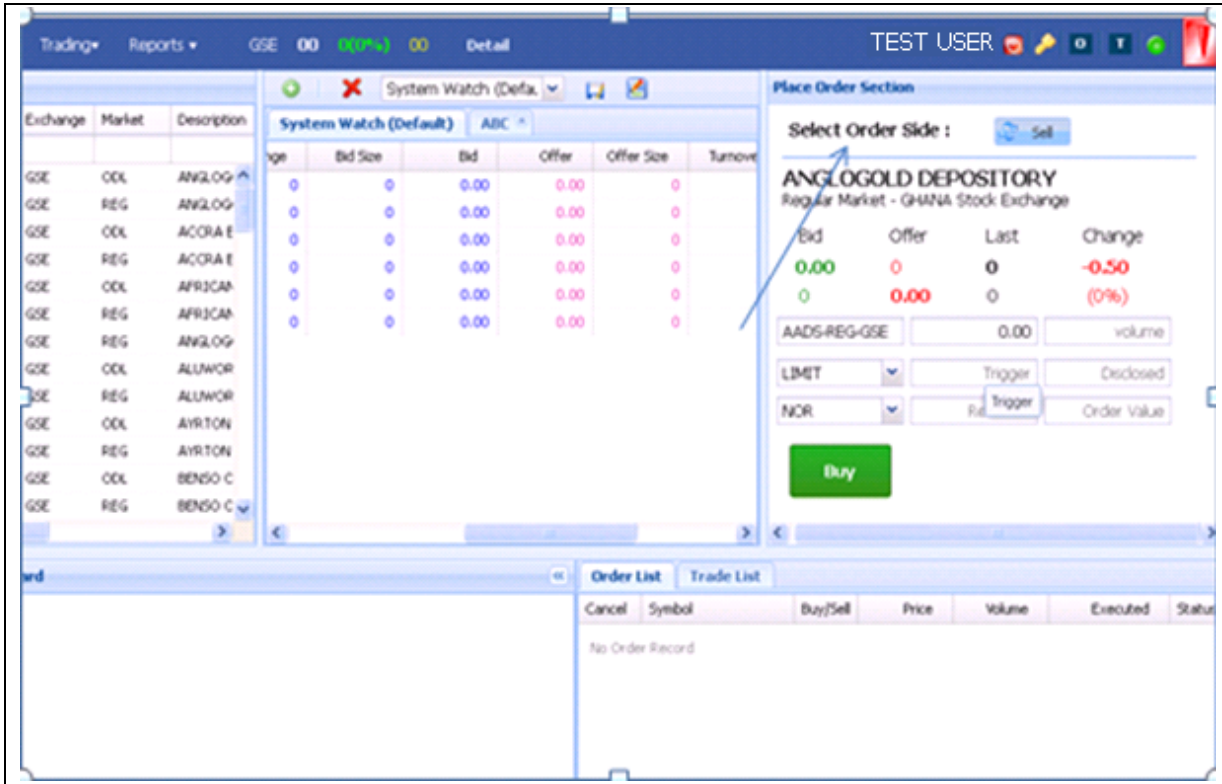 Trading Reports GSE 00 0(0%) 00 Detail TEST USER O T
System Watch (Defa
Place Order Section
Exchange Market Description
System Watch (Default) ABC
Select Order Side : Sell
nge Bid Size Bid Offer Offer Size Turnove
GSE ODL ANGLOG
GSE REG ANGLOG
GSE ODL ACCRA E
GSE REG ACCRA E
GSE ODL AFRICAN
GSE REG AFRICAN
GSE REG ANGLOG
GSE ODL ALUWOR
GSE REG ALUWOR
GSE ODL AYRTON
GSE REG AYRTON
GSE ODL BENSO C
GSE REG BENSO C
0 0 0.00 0.00 0
0 0 0.00 0.00 0
0 0 0.00 0.00 0
0 0 0.00 0.00 0
0 0 0.00 0.00 0
0 0 0.00 0.00 0
ANGLOGOLD DEPOSITORY
Regular Market - GHANA Stock Exchange
Bid Offer Last Change
0.00 0 0 -0.50
0 0.00 0 (0%)
AADS-REG-GSE 0.00 volume
LIMIT Trigger Disclosed
NOR Trigger Order Value
Buy
rd
Order List Trade List
Cancel Symbol Buy/Sell Price Volume Executed Status
No Order Record